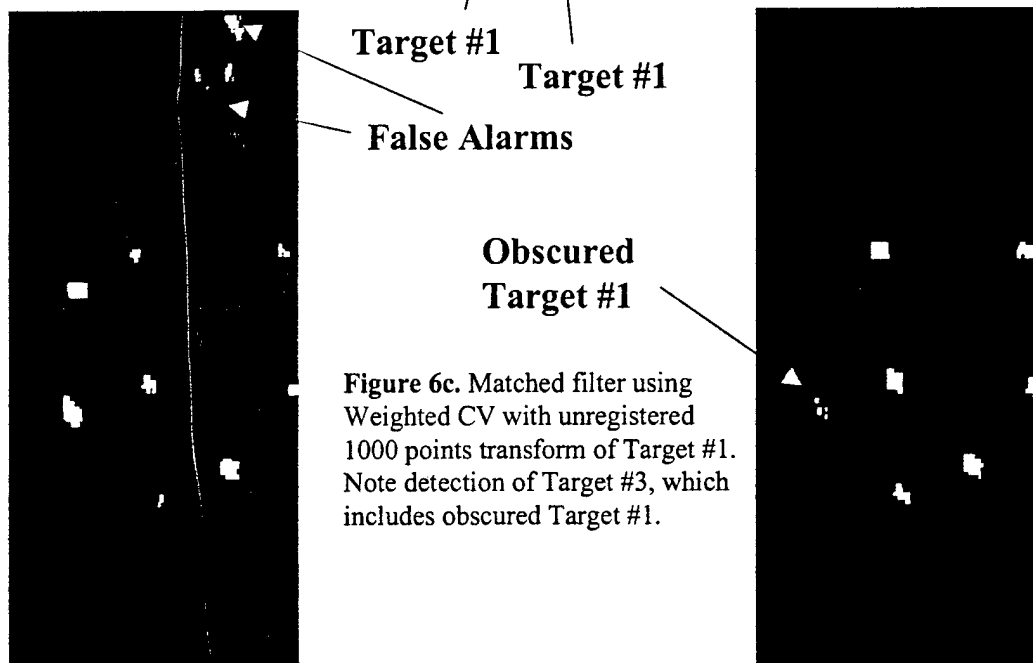 Target #1
Target #1
False Alarms
Obscured
Target #1
Figure 6c. Matched filter using
Weighted CV with unregistered
1000 points transform of Target #1.
Note detection of Target #3, which
includes obscured Target #1.